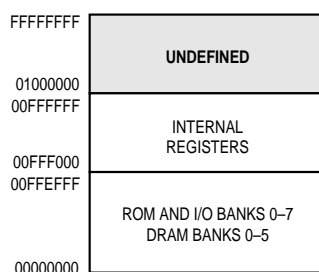 FFFFFFFF
UNDEFINED
01000000
00FFFFFF
INTERNAL
REGISTERS
00FFF000
00FFEFFF
ROM AND I/O BANKS 0–7
DRAM BANKS 0–5
00000000